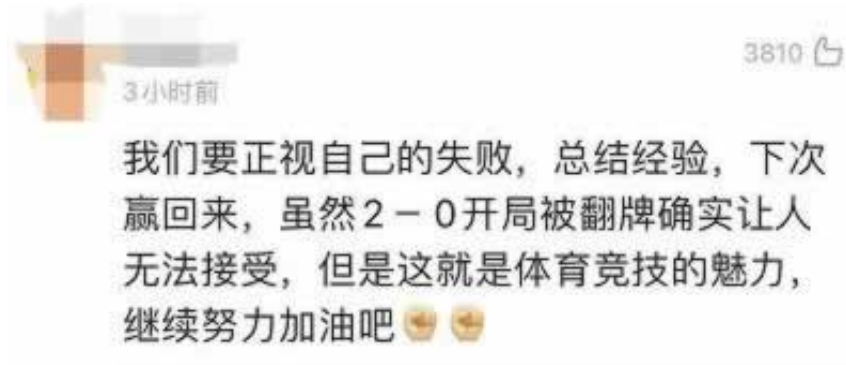 3810
3小时前
我们要正视自己的失败，总结经验，下次
赢回来，虽然2－0开局被翻牌确实让人
无法接受，但是这就是体育竞技的魅力，
继续努力加油吧